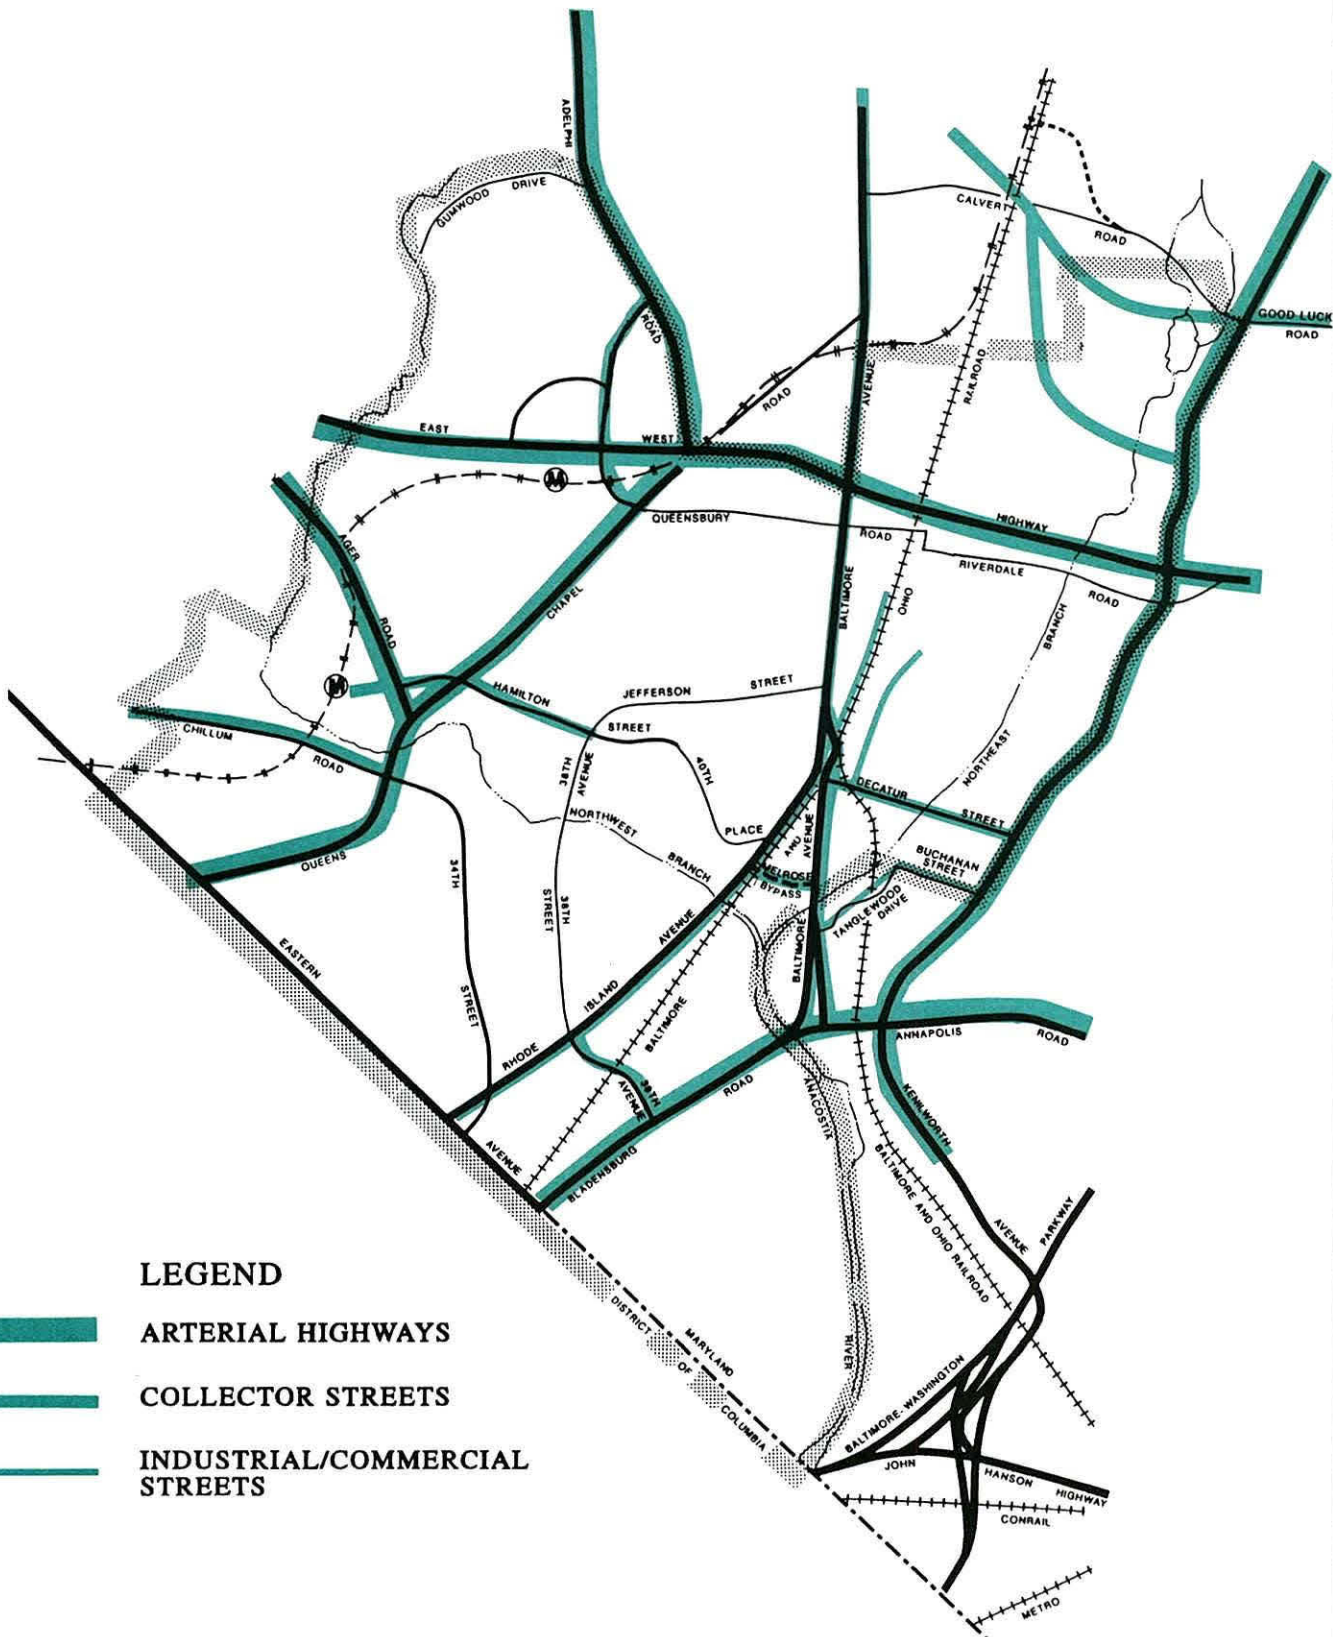 ADELPHI
GUMWOOD DRIVE
CALVERT
ROAD
GOOD LUCK
ROAD
ROAD
ROAD
AVENUE
RAILROAD
EAST
WEST
HIGHWAY
M
QUEENSBURY
ROAD
RIVERDALE
ROAD
AGER
ROAD
CHAPEL
BALTIMORE
OHIO
BRANCH
M
HAMILTON
STREET
JEFFERSON
STREET
CHILLUM
ROAD
38TH
AVENUE
40TH
PLACE
NORTHEAST
DECATUR
STREET
NORTHWEST
BRANCH
AND
AVENUE
MELROSE
BYPASS
BUCHANAN
STREET
TANGLEWOOD
DRIVE
QUEENS
34TH
STREET
38TH
STREET
AVENUE
BALTIMORE
EASTERN
ISLAND
RHODE
BALTIMORE
ANNAPOLIS
ROAD
38TH
AVENUE
ROAD
ANACOSTIA
KENILWORTH
AVENUE
BLADENSBURG
BALTIMORE AND OHIO RAILROAD
AVENUE
PARKWAY
LEGEND
ARTERIAL HIGHWAYS
COLLECTOR STREETS
INDUSTRIAL/COMMERCIAL
STREETS
DISTRICT
OF
COLUMBIA
MARYLAND
RIVER
BALTIMORE-WASHINGTON
JOHN
HANSON
HIGHWAY
CONRAIL
METRO